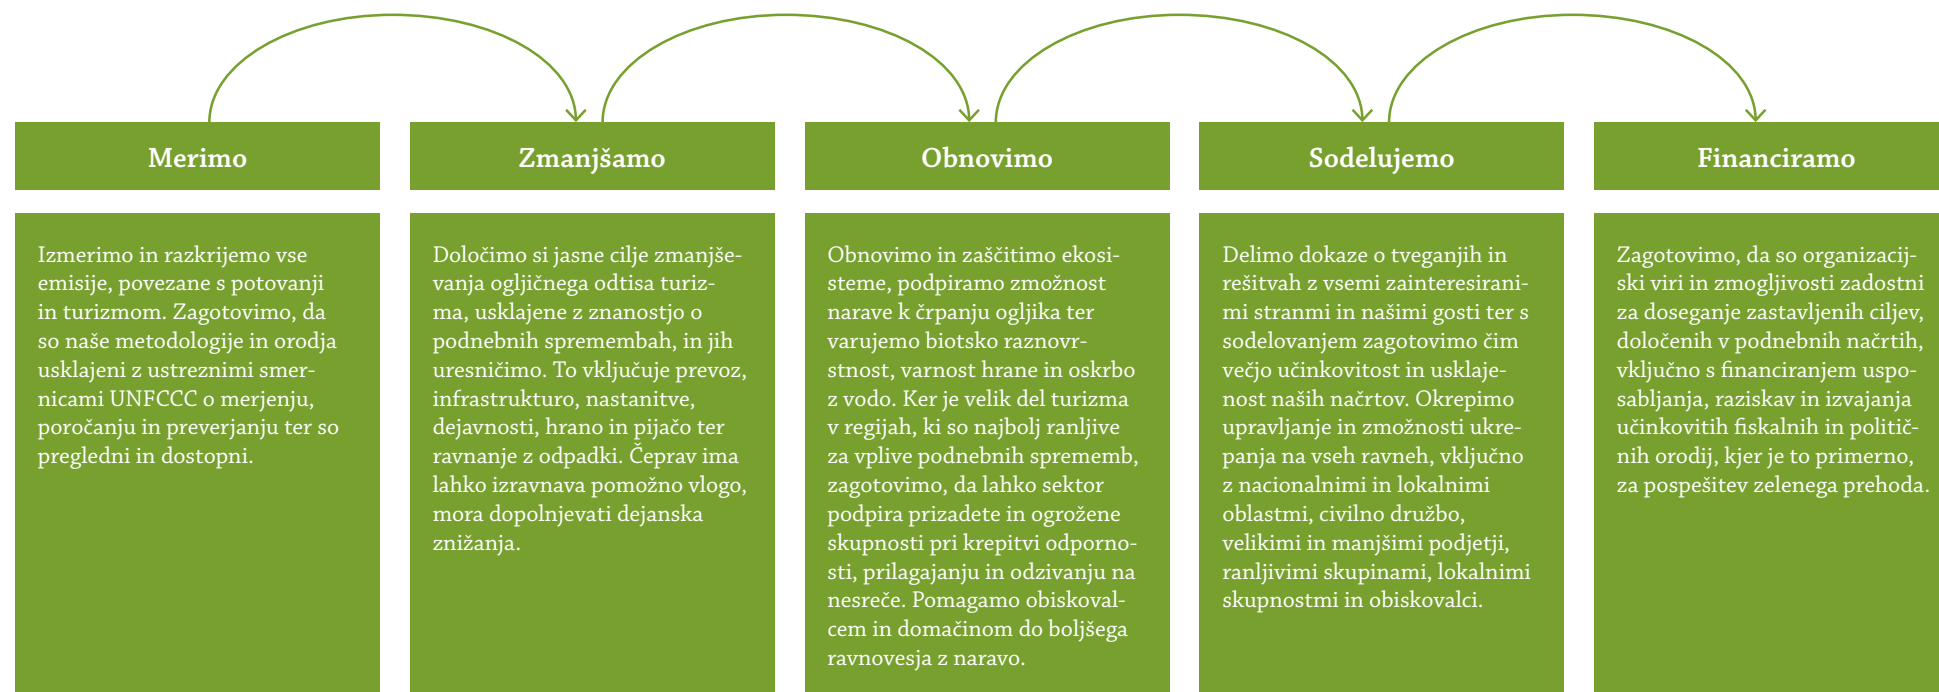 Merimo
Izmerimo in razkrijemo vse
emisije, povezane s potovanji
in turizmom. Zagotovimo, da
so naše metodologije in orodja
usklajeni z ustreznimi smer-
nicami UNFCCC o merjenju,
poročanju in preverjanju ter so
pregledni in dostopni.
Zmanjšamo
Določimo si jasne cilje zmanjše-
vanja ogljičnega odtisa turiz-
ma, usklajene z znanostjo o
podnebnih spremembah, in jih
uresničimo. To vključuje prevoz,
infrastrukturo, nastanitve,
dejavnosti, hrano in pijačo ter
ravnanje z odpadki. Čeprav ima
lahko izravnava pomožno vlogo,
mora dopolnjevati dejanska
znižanja.
Obnovimo
Obnovimo in zaščitimo ekosi-
steme, podpiramo zmožnost
narave k črpanju ogljika ter
varujemo biotsko raznovr-
stnost, varnost hrane in oskrbo
z vodo. Ker je velik del turizma
v regijah, ki so najbolj ranljive
za vplive podnebnih sprememb,
zagotovimo, da lahko sektor
podpira prizadete in ogrožene
skupnosti pri krepitvi odporno-
sti, prilagajanju in odzivanju na
nesreče. Pomagamo obiskoval-
cem in domačinom do boljšega
ravnovesja z naravo.
Sodelujemo
Delimo dokaze o tveganjih in
rešitvah z vsemi zainteresirani-
mi stranmi in našimi gosti ter s
sodelovanjem zagotovimo čim
večjo učinkovitost in usklaje-
nost naših načrtov. Okrepimo
upravljanje in zmožnosti ukre-
panja na vseh ravneh, vključno
z nacionalnimi in lokalnimi
oblastmi, civilno družbo,
velikimi in manjšimi podjetji,
ranljivimi skupinami, lokalnimi
skupnostmi in obiskovalci.
Financiramo
Zagotovimo, da so organizacij-
ski viri in zmogljivosti zadostni
za doseganje zastavljenih ciljev,
določenih v podnebnih načrtih,
vključno s financiranjem uspo-
sabljanja, raziskav in izvajanja
učinkovitih fiskalnih in politič-
nih orodij, kjer je to primerno,
za pospešitev zelenega prehoda.